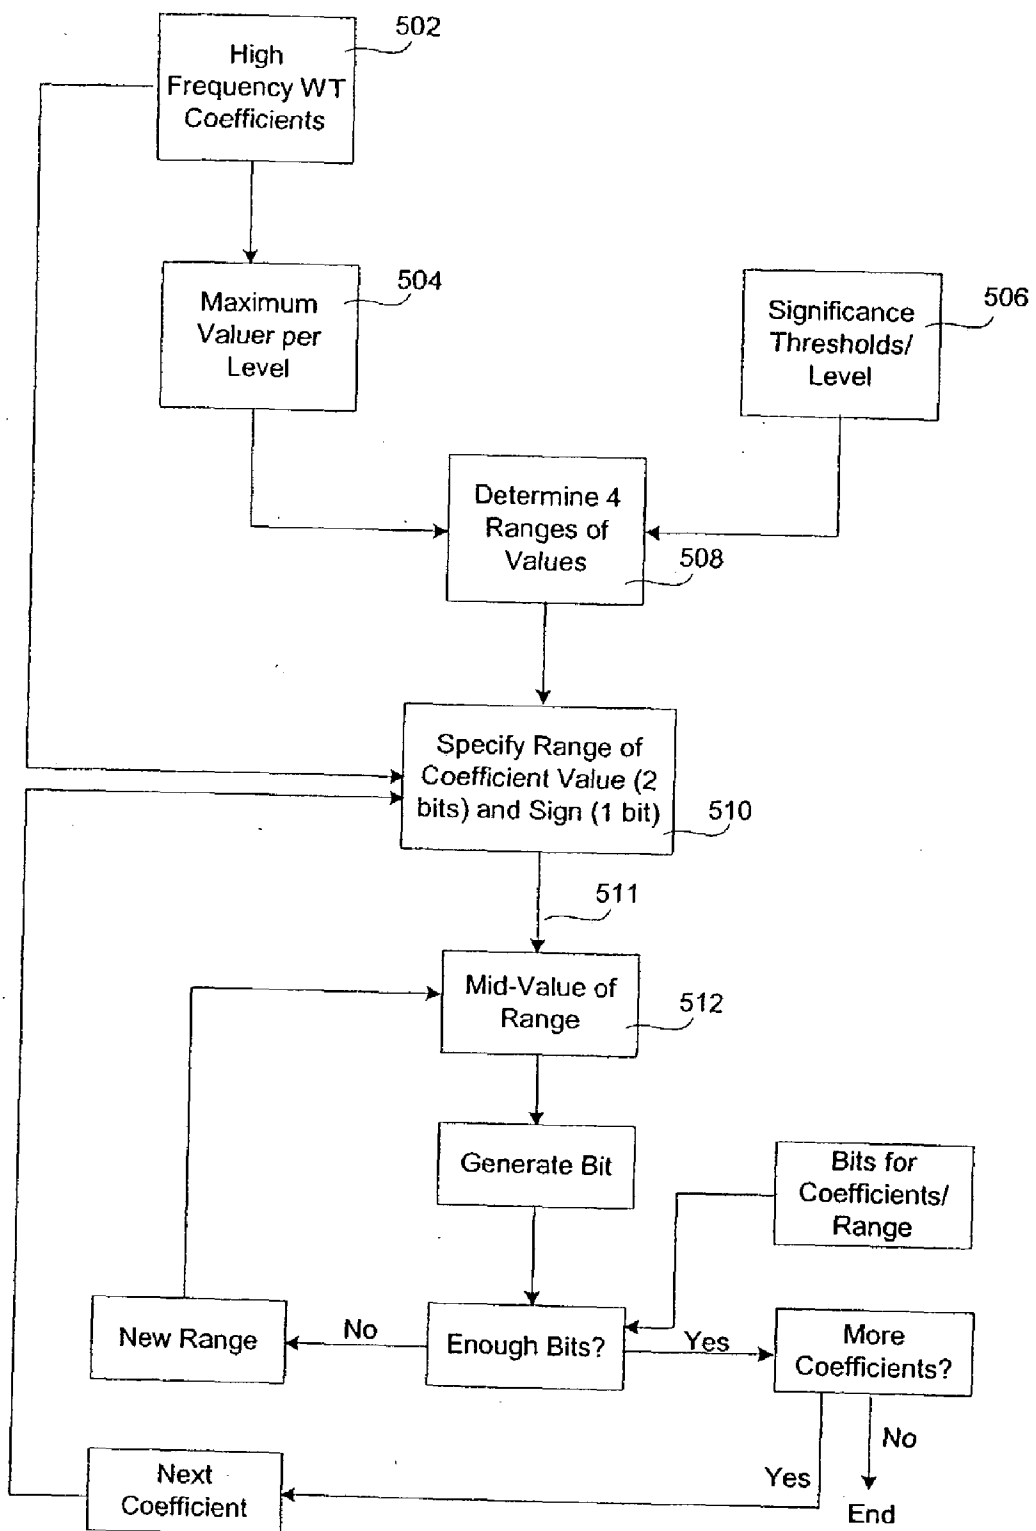 502
High
Frequency WT
Coefficients
504
Maximum
Valuer per
Level
506
Significance
Thresholds/
Level
Determine 4
Ranges of
Values
508
Specify Range of
Coefficient Value (2
bits) and Sign (1 bit)
510
511
Mid-Value of
Range
512
Generate Bit
Bits for
Coefficients/
Range
New Range
No
Enough Bits?
Yes
More
Coefficients?
No
Yes
Next
Coefficient
End